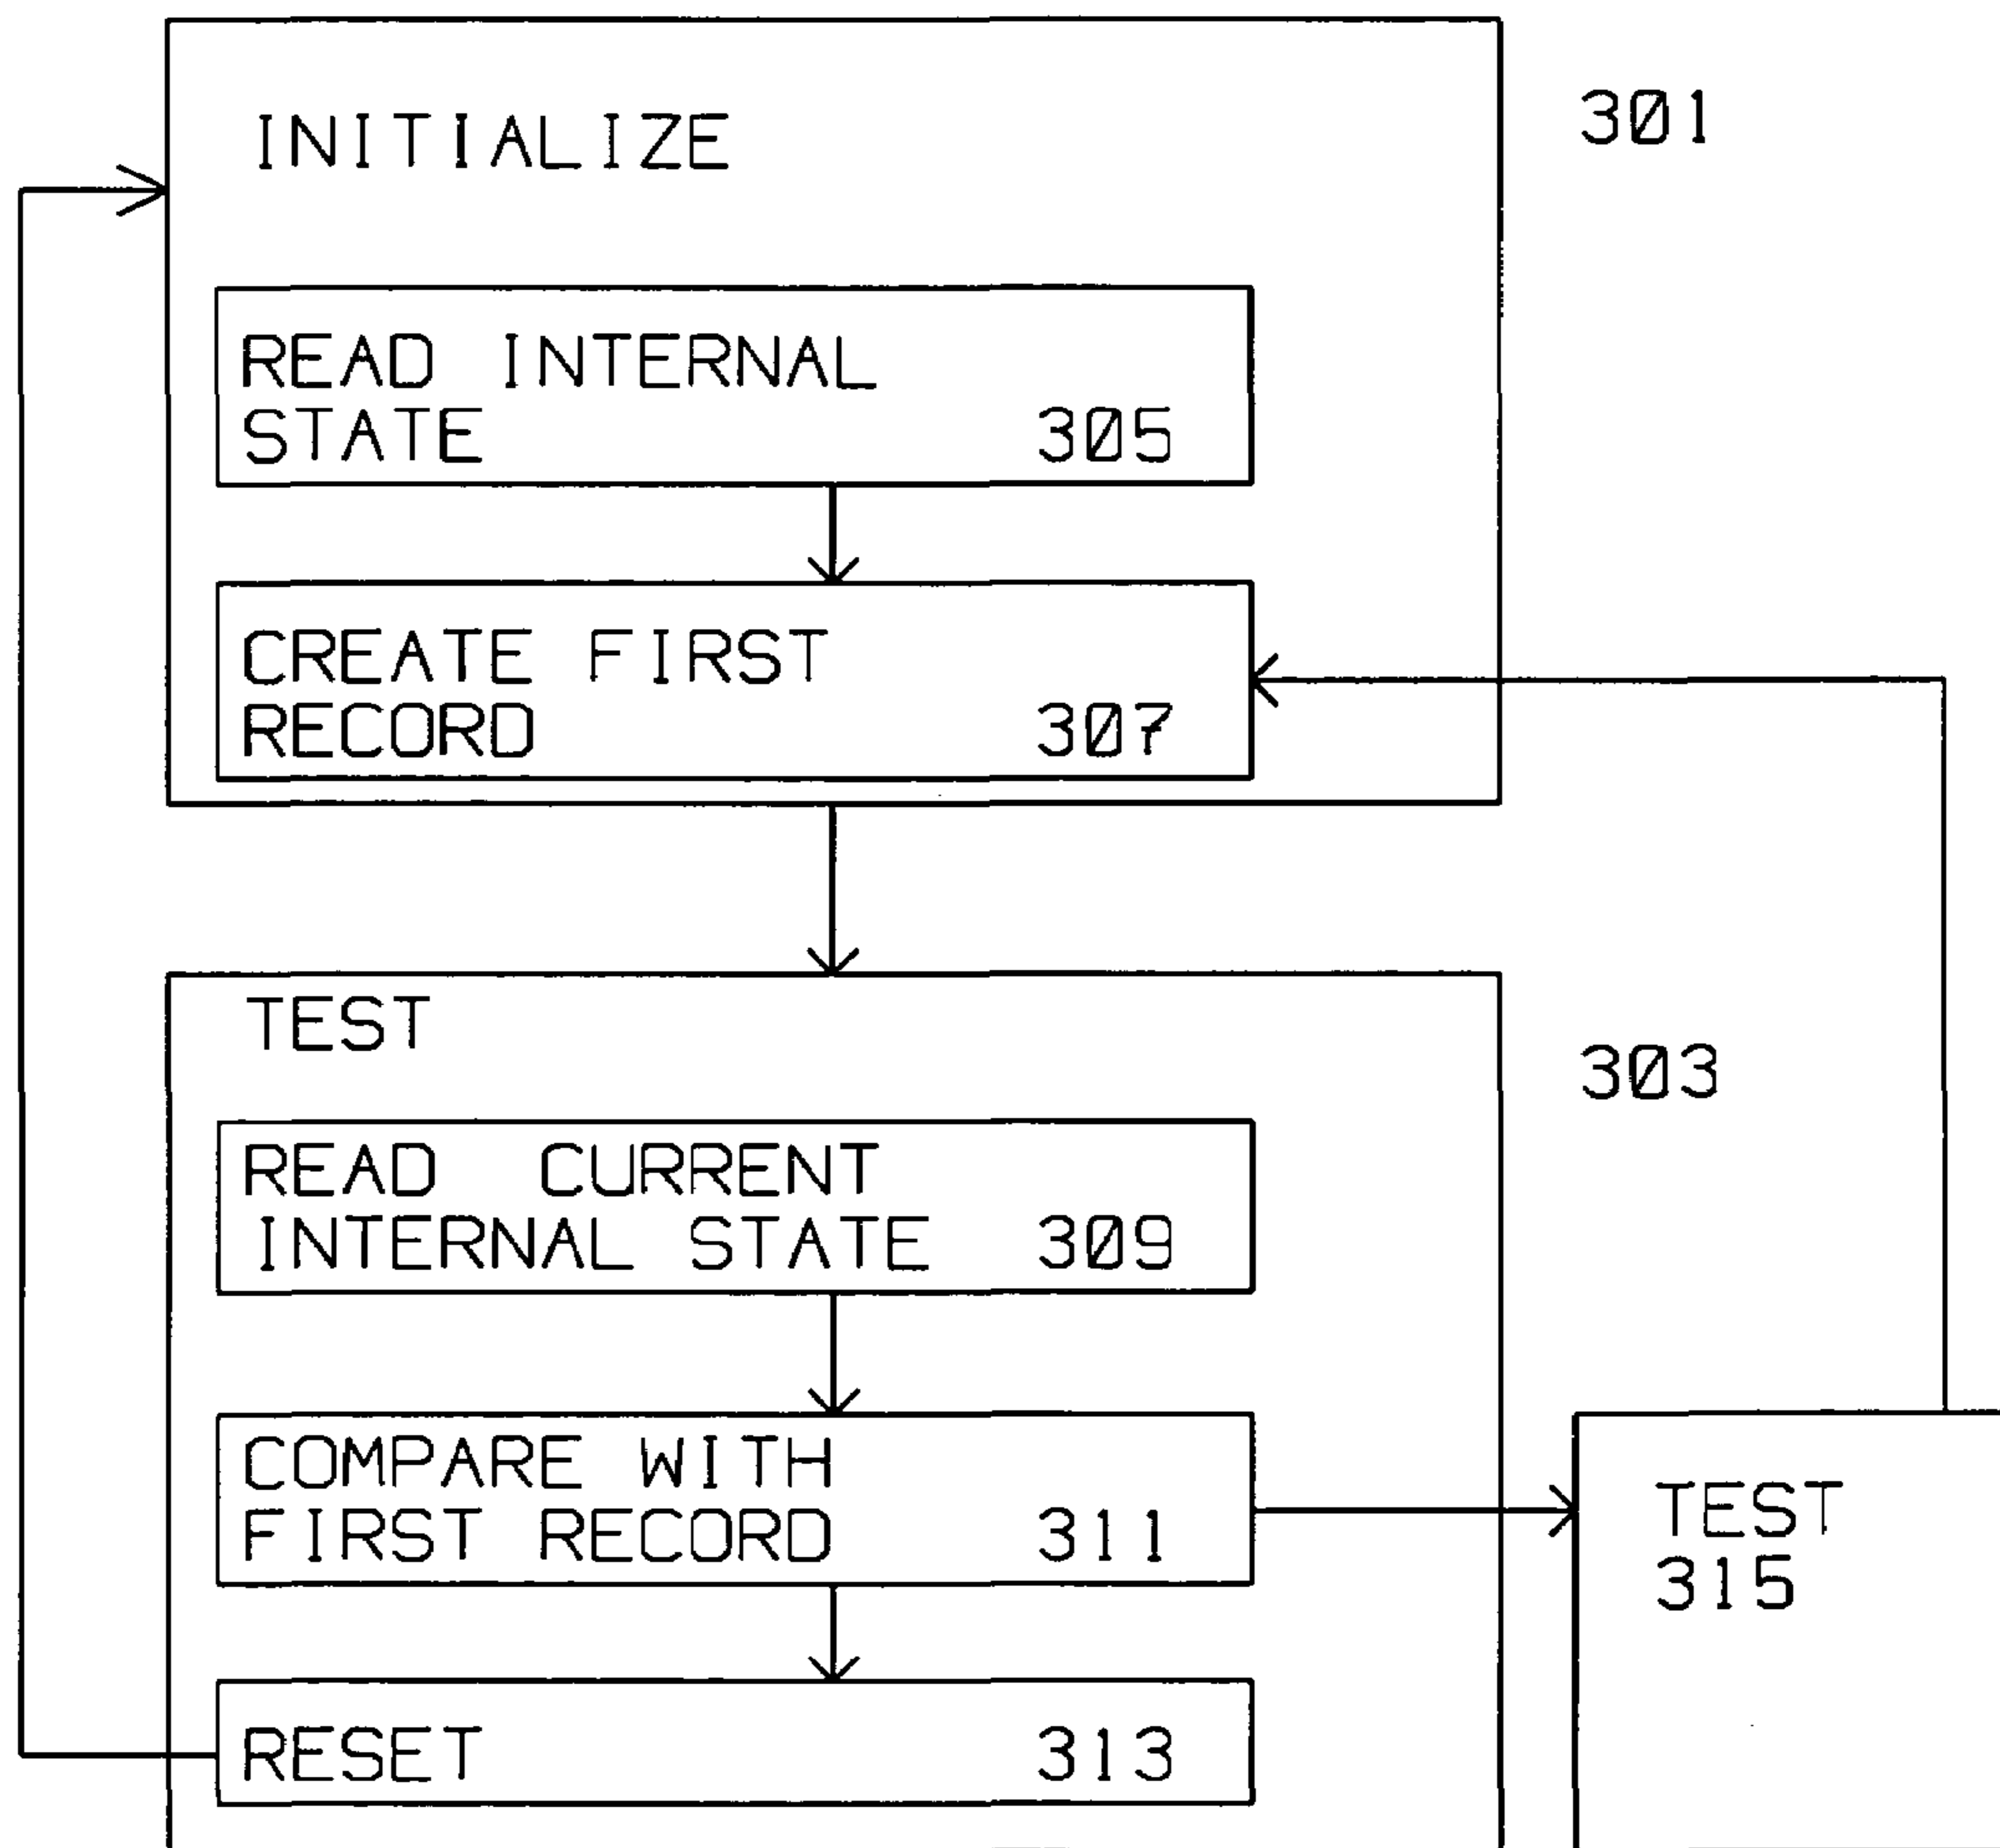 INITIALIZE
301
READ INTERNAL
STATE 305
CREATE FIRST
RECORD 307
TEST
303
READ CURRENT
INTERNAL STATE 309
COMPARE WITH
FIRST RECORD 311
TEST
315
RESET 313